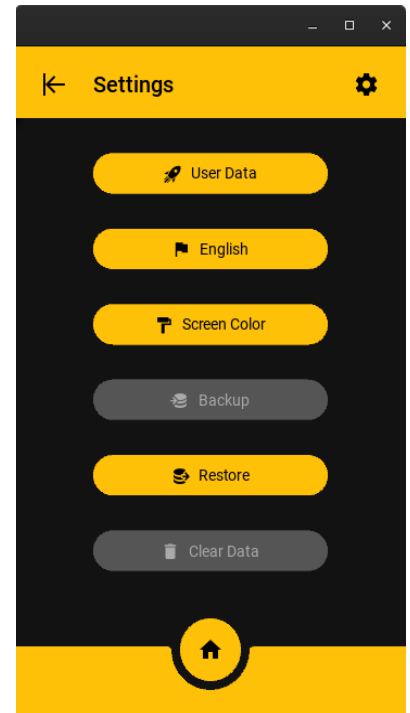 Settings
User Data
English
Screen Color
Backup
Restore
Clear Data